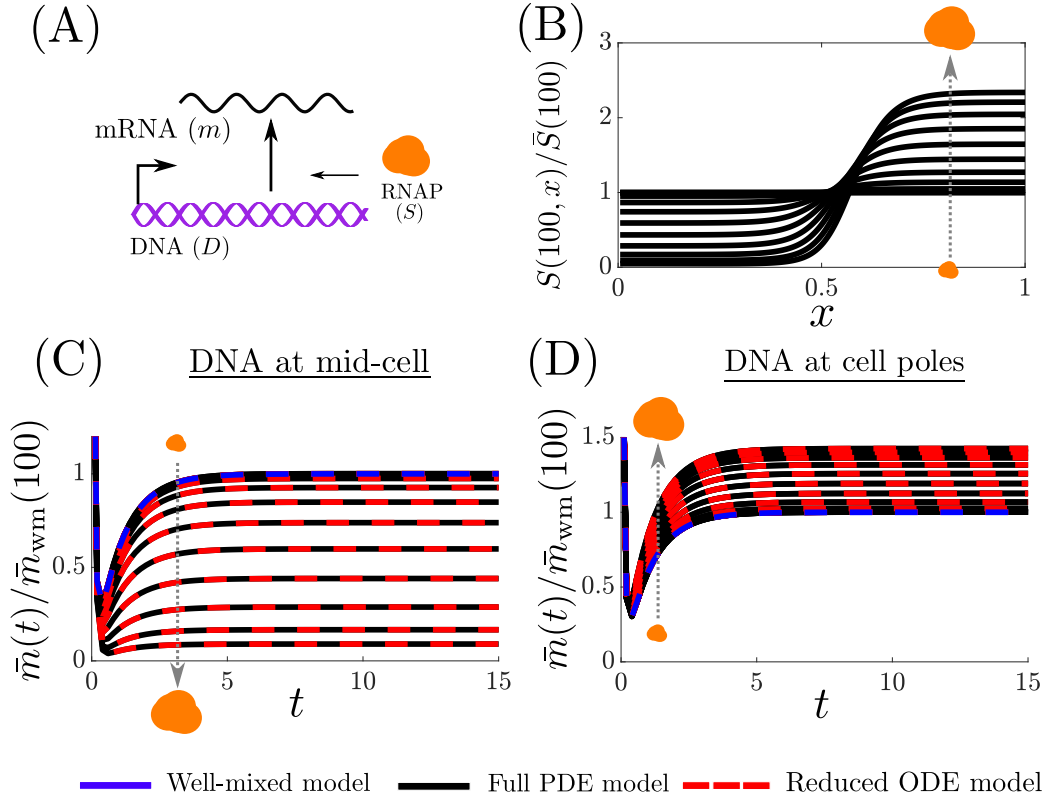 (A)
mRNA (m)
RNAP
(S)
DNA (D)
(B)
S(100, x)/S̄(100)
3
2
1
0
0
0.5
1
x
(C)
DNA at mid-cell
m̄(t)/m̄wm(100)
1
0.5
0
0
5
10
15
t
(D)
DNA at cell poles
m̄(t)/m̄wm(100)
1.5
1
0.5
0
0
5
10
15
t
Well-mixed model
Full PDE model
Reduced ODE model